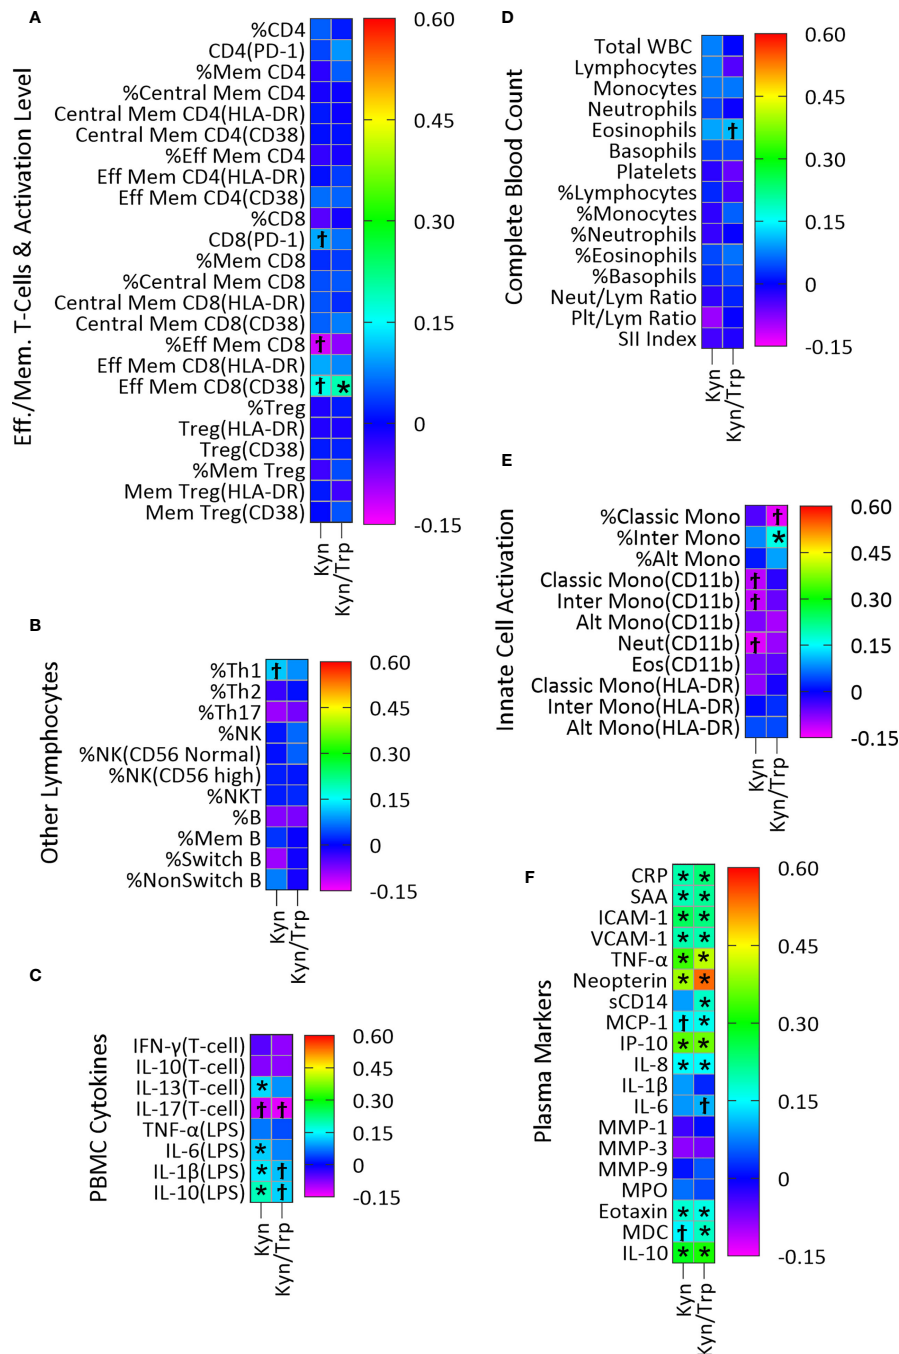 A
Eff./Mem. T-Cells & Activation Level
%CD4
CD4(PD-1)
%Mem CD4
%Central Mem CD4
Central Mem CD4(HLA-DR)
Central Mem CD4(CD38)
%Eff Mem CD4
Eff Mem CD4(HLA-DR)
Eff Mem CD4(CD38)
%CD8
CD8(PD-1) †
%Mem CD8
%Central Mem CD8
Central Mem CD8(HLA-DR)
Central Mem CD8(CD38)
%Eff Mem CD8 †
Eff Mem CD8(HLA-DR)
Eff Mem CD8(CD38) † *
%Treg
Treg(HLA-DR)
Treg(CD38)
%Mem Treg
Mem Treg(HLA-DR)
Mem Treg(CD38)
Kyn
Kyn/Trp
0.60
0.45
0.30
0.15
0
-0.15
B
Other Lymphocytes
%Th1 †
%Th2
%Th17
%NK
%NK(CD56 Normal)
%NK(CD56 high)
%NKT
%B
%Mem B
%Switch B
%NonSwitch B
Kyn
Kyn/Trp
0.60
0.45
0.30
0.15
0
-0.15
C
PBMC Cytokines
IFN-γ(T-cell)
IL-10(T-cell)
IL-13(T-cell) *
IL-17(T-cell) † †
TNF-α(LPS)
IL-6(LPS) *
IL-1β(LPS) * †
IL-10(LPS) * †
Kyn
Kyn/Trp
0.60
0.45
0.30
0.15
0
-0.15
D
Complete Blood Count
Total WBC
Lymphocytes
Monocytes
Neutrophils
Eosinophils †
Basophils
Platelets
%Lymphocytes
%Monocytes
%Neutrophils
%Eosinophils
%Basophils
Neut/Lym Ratio
Plt/Lym Ratio
SII Index
Kyn
Kyn/Trp
0.60
0.45
0.30
0.15
0
-0.15
E
Innate Cell Activation
%Classic Mono †
%Inter Mono *
%Alt Mono
Classic Mono(CD11b) †
Inter Mono(CD11b) †
Alt Mono(CD11b)
Neut(CD11b) †
Eos(CD11b)
Classic Mono(HLA-DR)
Inter Mono(HLA-DR)
Alt Mono(HLA-DR)
Kyn
Kyn/Trp
0.60
0.45
0.30
0.15
0
-0.15
F
Plasma Markers
CRP * *
SAA * *
ICAM-1 * *
VCAM-1 * *
TNF-α * *
Neopterin * *
sCD14 *
MCP-1 † *
IP-10 * *
IL-8 * *
IL-1β
IL-6 †
MMP-1
MMP-3
MMP-9
MPO
Eotaxin * *
MDC † *
IL-10 * *
Kyn
Kyn/Trp
0.60
0.45
0.30
0.15
0
-0.15